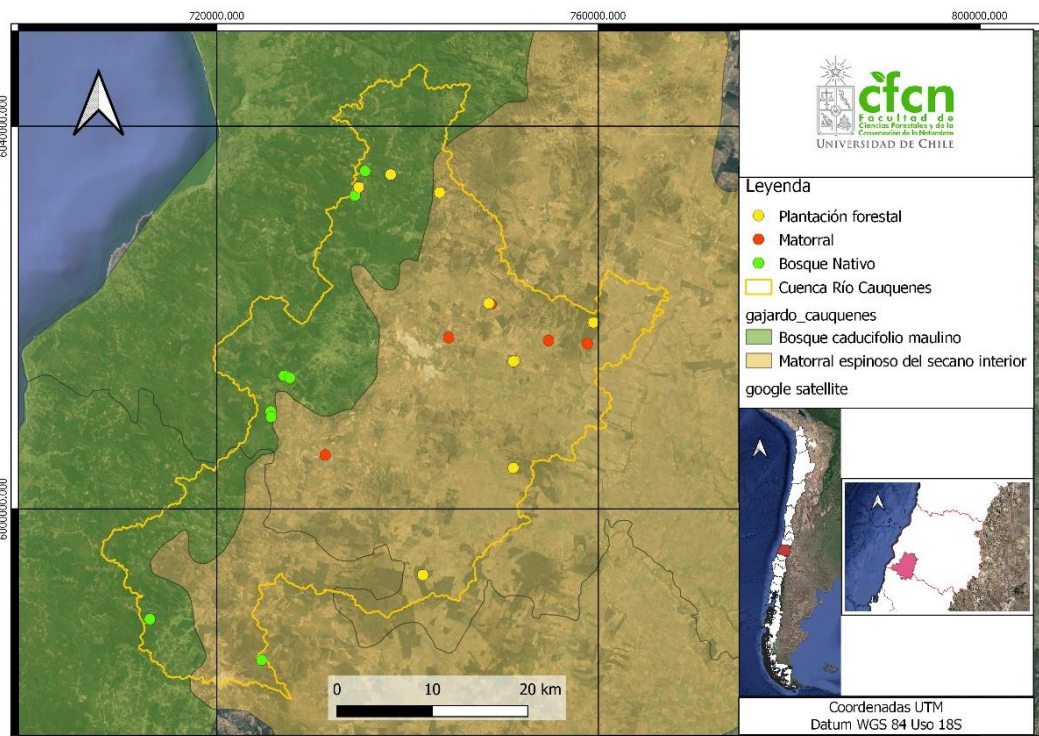 720000.000
760000.000
800000.000
6040000.000
6000000.000
cfcn
Facultad de
Ciencias Forestales y de la
Conservación de la Naturaleza
UNIVERSIDAD DE CHILE
Leyenda
Plantación forestal
Matorral
Bosque Nativo
Cuenca Río Cauquenes
gajardo_cauquenes
Bosque caducifolio maulino
Matorral espinoso del secano interior
google satellite
0 10 20 km
Coordenadas UTM
Datum WGS 84 Uso 18S